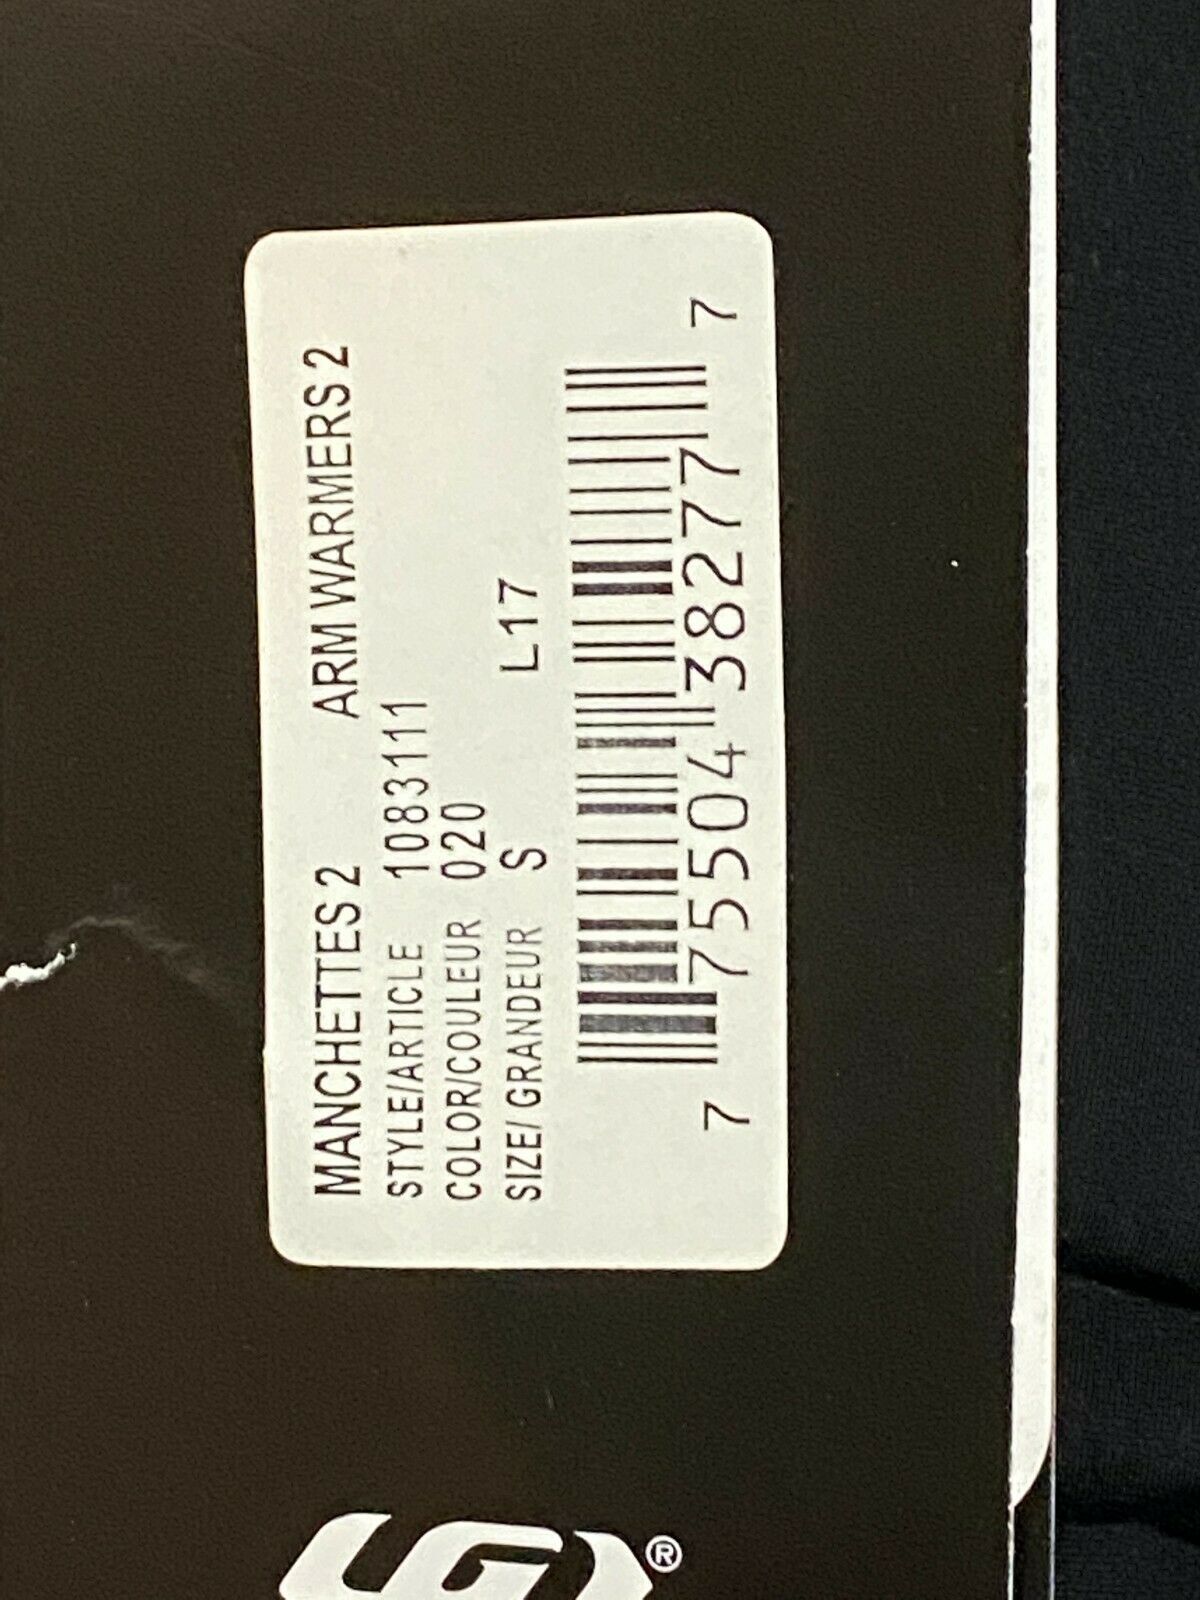 MANCHETTES 2 ARM WARMERS 2
STYLE/ARTICLE 1083111
COLOR/COULEUR 020
SIZE/ GRANDEUR S L17
7 75504 38277 7
®